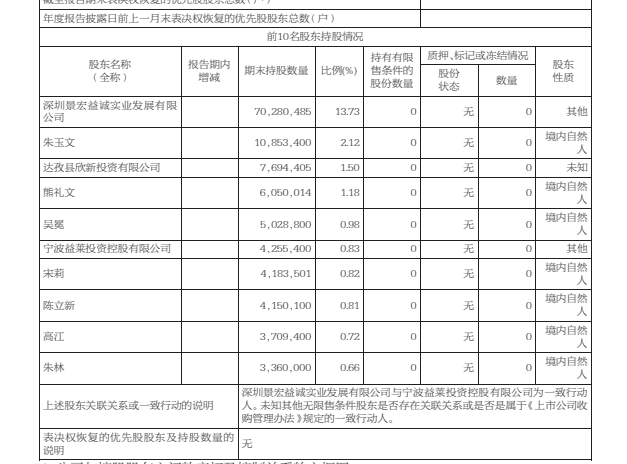 年度报告披露日前上一月末表决权恢复的优先股股东总数(户)
前10名股东持股情况
股东名称
(全称) 报告期内
增减 期末持股数量 比例(%) 持有有限
售条件的
股份数量 质押、标记或冻结情况 股东
性质
股份
状态 数量
深圳景宏益诚实业发展有限
公司 70,280,485 13.73 0 无 0 其他
朱玉文 10,853,400 2.12 0 无 0 境内自然
人
达孜县欣新投资有限公司 7,694,405 1.50 0 无 0 未知
熊礼文 6,050,014 1.18 0 无 0 境内自然
人
吴冕 5,028,800 0.98 0 无 0 境内自然
人
宁波益莱投资控股有限公司 4,255,400 0.83 0 无 0 其他
宋莉 4,183,501 0.82 0 无 0 境内自然
人
陈立新 4,150,100 0.81 0 无 0 境内自然
人
高江 3,709,400 0.72 0 无 0 境内自然
人
朱林 3,360,000 0.66 0 无 0 境内自然
人
上述股东关联关系或一致行动的说明 深圳景宏益诚实业发展有限公司与宁波益莱投资控股有限公司为一致行动
人。未知其他无限售条件股东是否存在关联关系或是否是属于《上市公司收
购管理办法》规定的一致行动人。
表决权恢复的优先股股东及持股数量的
说明 无